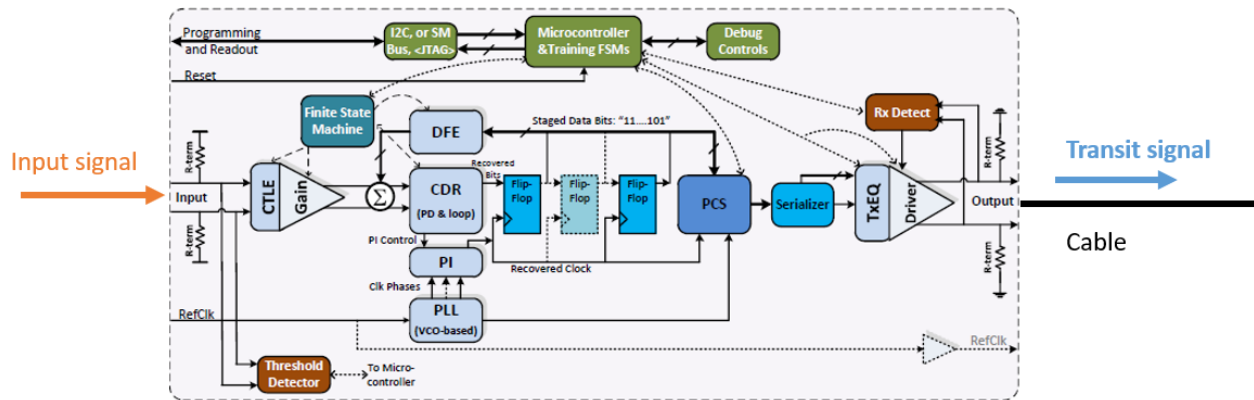 Programming
and Readout
I2C, or SM
Bus, <JTAG>
Microcontroller
&Training FSMs
Debug
Controls
Reset
Finite State
Machine
DFE
Staged Data Bits: "11....101"
Rx Detect
R-term
R-term
Input signal
Transit signal
Input
CTLE
Gain
Σ
CDR
(PD & loop)
Recovered
Bits
Flip-
Flop
Flip-
Flop
Flip-
Flop
PCS
Serializer
TxEQ
Driver
Output
Cable
R-term
R-term
PI Control
PI
Recovered Clock
Clk Phases
RefClk
PLL
(VCO-based)
RefClk
Threshold
Detector
To Micro-
controller